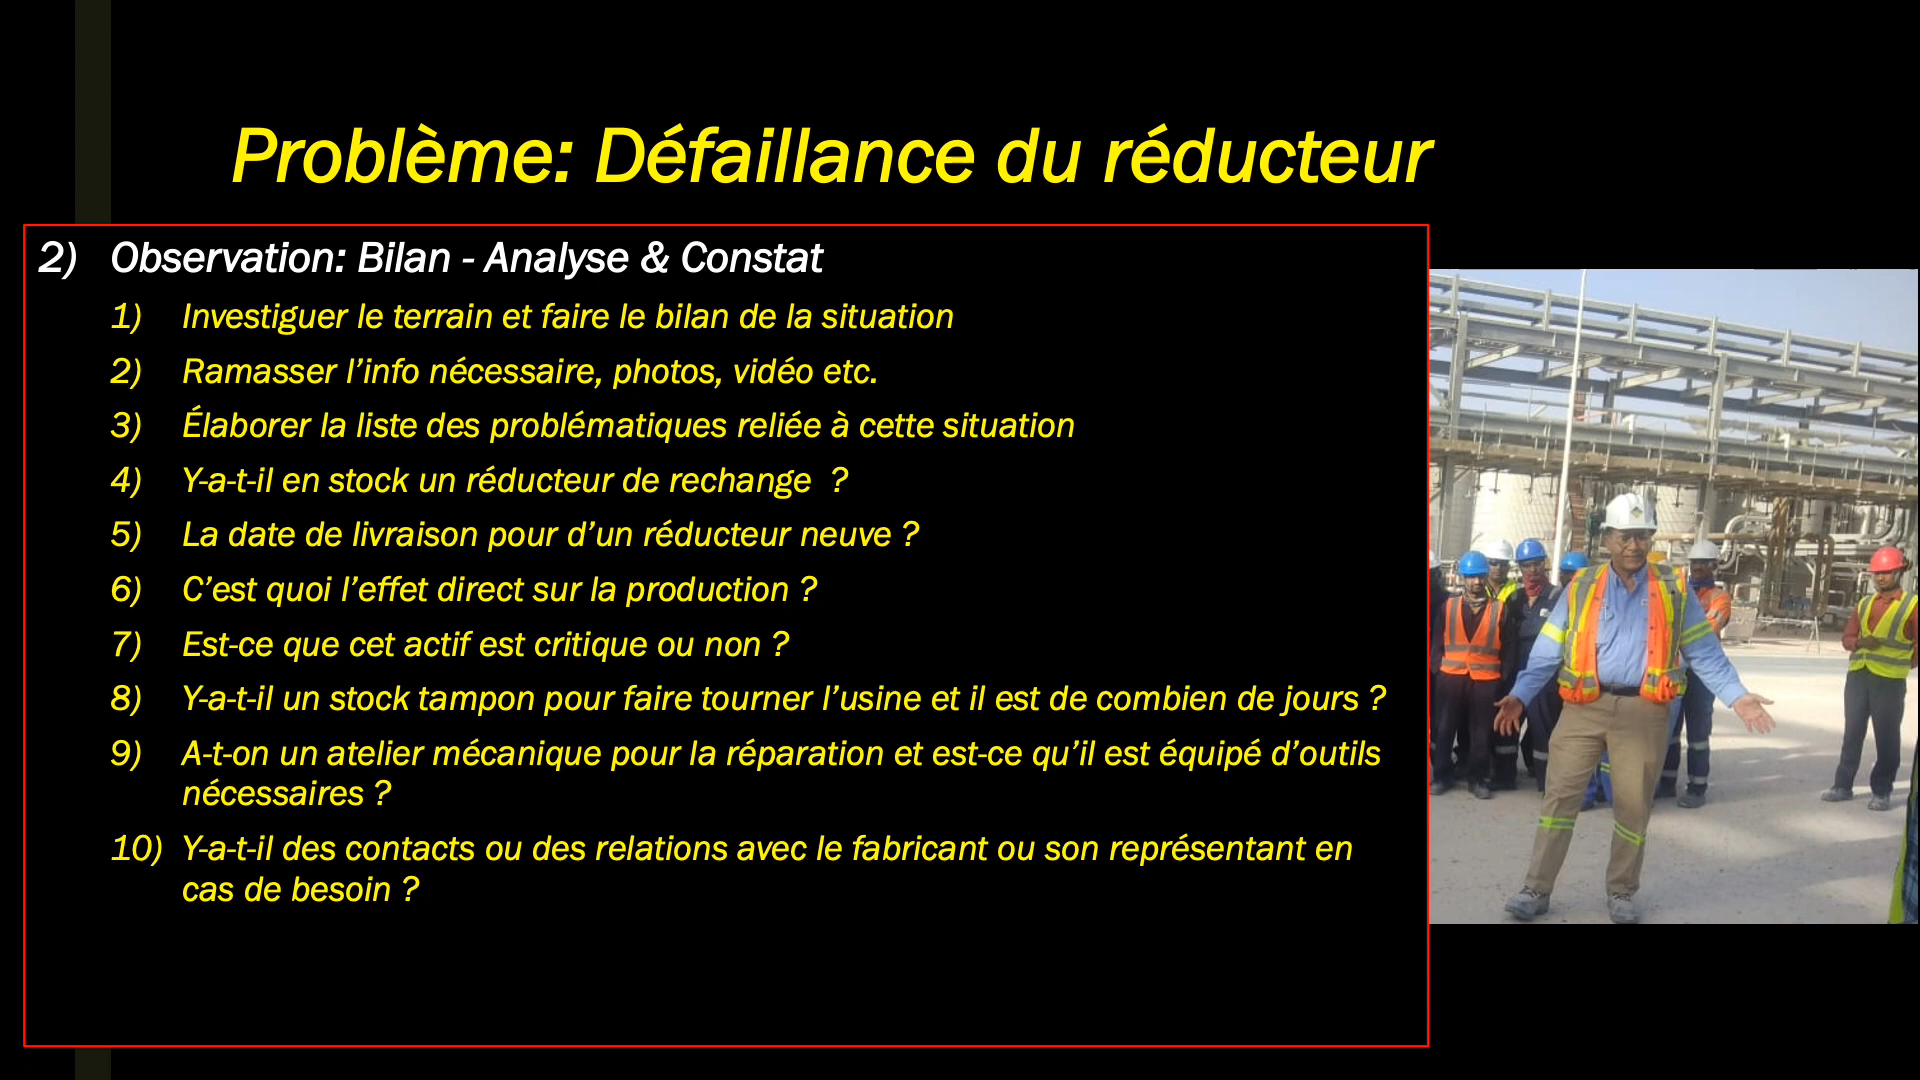 Problème: Défaillance du réducteur
2) Observation: Bilan - Analyse & Constat
1) Investiguer le terrain et faire le bilan de la situation
2) Ramasser l’info nécessaire, photos, vidéo etc.
3) Élaborer la liste des problématiques reliée à cette situation
4) Y-a-t-il en stock un réducteur de rechange  ?
5) La date de livraison pour d’un réducteur neuve ?
6) C’est quoi l’effet direct sur la production ?
7) Est-ce que cet actif est critique ou non ?
8) Y-a-t-il un stock tampon pour faire tourner l’usine et il est de combien de jours ?
9) A-t-on un atelier mécanique pour la réparation et est-ce qu’il est équipé d’outils
nécessaires ?
10) Y-a-t-il des contacts ou des relations avec le fabricant ou son représentant en
cas de besoin ?